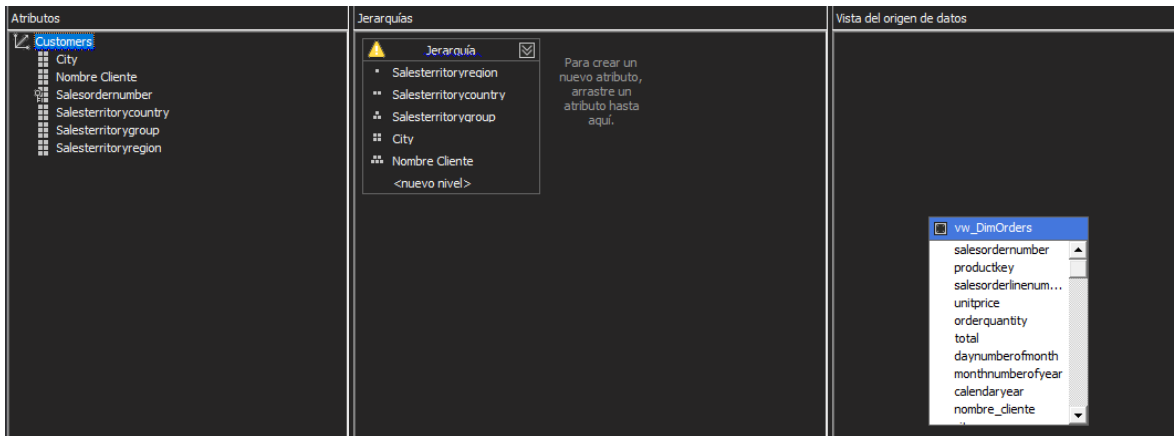 Atributos
Customers
City
Nombre Cliente
Salesordernumber
Salesterritorycountry
Salesterritorygroup
Salesterritoryregion
Jerarquías
Jerarquía
Salesterritoryregion
Salesterritorycountry
Salesterritorygroup
City
Nombre Cliente
<nuevo nivel>
Para crear un
nuevo atributo,
arrastre un
atributo hasta
aquí.
Vista del origen de datos
vw_DimOrders
salesordernumber
productkey
salesorderlinenum...
unitprice
orderquantity
total
daynumberofmonth
monthnumberofyear
calendaryear
nombre_cliente